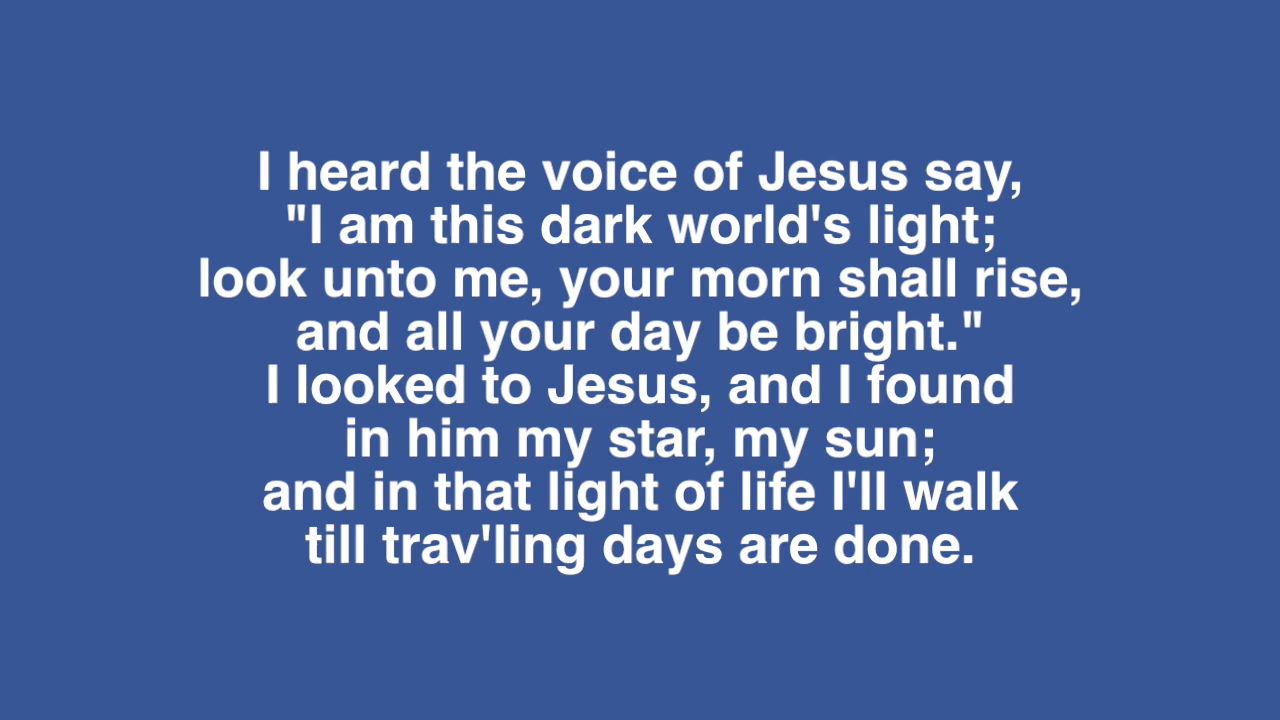 I heard the voice of Jesus say,
"I am this dark world's light;
look unto me, your morn shall rise,
and all your day be bright."
I looked to Jesus, and I found
in him my star, my sun;
and in that light of life I'll walk
till trav'ling days are done.